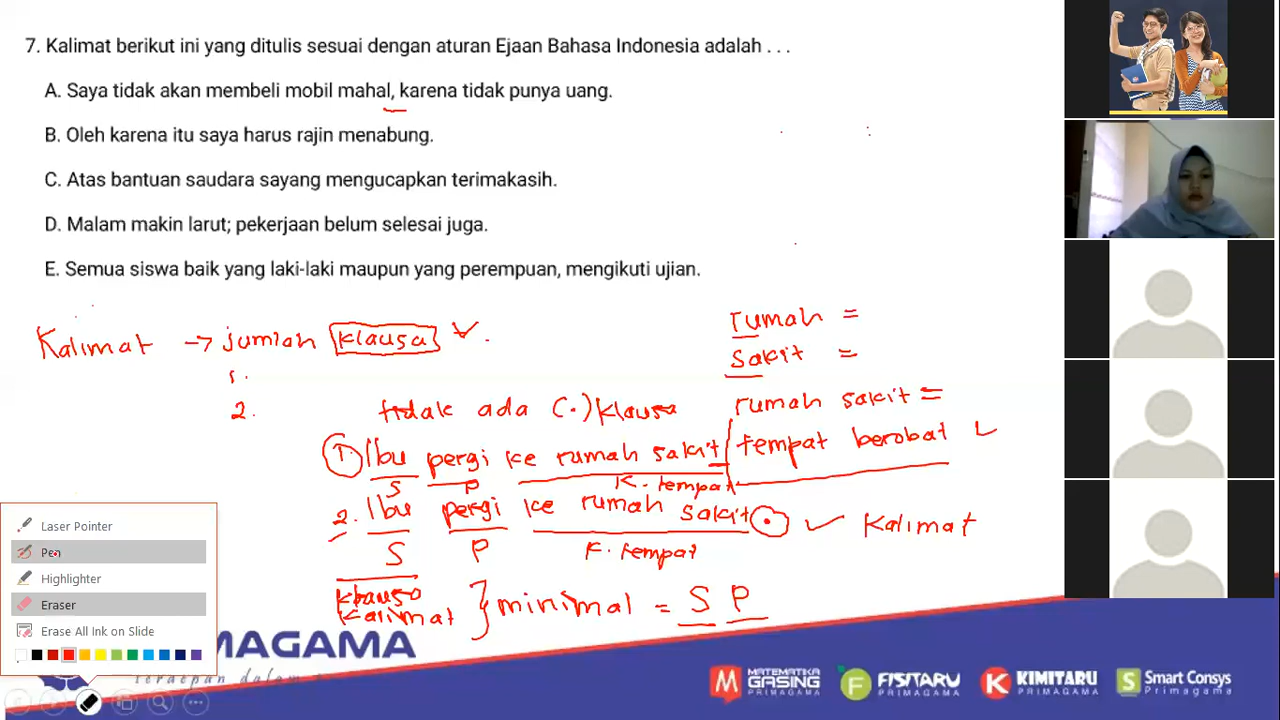 7. Kalimat berikut ini yang ditulis sesuai dengan aturan Ejaan Bahasa Indonesia adalah . . .
A. Saya tidak akan membeli mobil mahal, karena tidak punya uang.
B. Oleh karena itu saya harus rajin menabung.
C. Atas bantuan saudara sayang mengucapkan terimakasih.
D. Malam makin larut; pekerjaan belum selesai juga.
E. Semua siswa baik yang laki-laki maupun yang perempuan, mengikuti ujian.
Kalimat → jumlah klausa
1.
2.
tidak ada (.) klausa
1. Ibu pergi ke rumah sakit
S P K. tempat
2. Ibu pergi ke rumah sakit. Kalimat
S P K. tempat
klausa
Kalimat } minimal = S P
rumah =
sakit =
rumah sakit =
tempat berobat
Laser Pointer
Pen
Highlighter
Eraser
Erase All Ink on Slide
MAGAMA
terdepan dalam
MATEMATIKA
GASING
PRIMAGAMA
FISITARU
PRIMAGAMA
KIMITARU
PRIMAGAMA
Smart Consys
Primagama